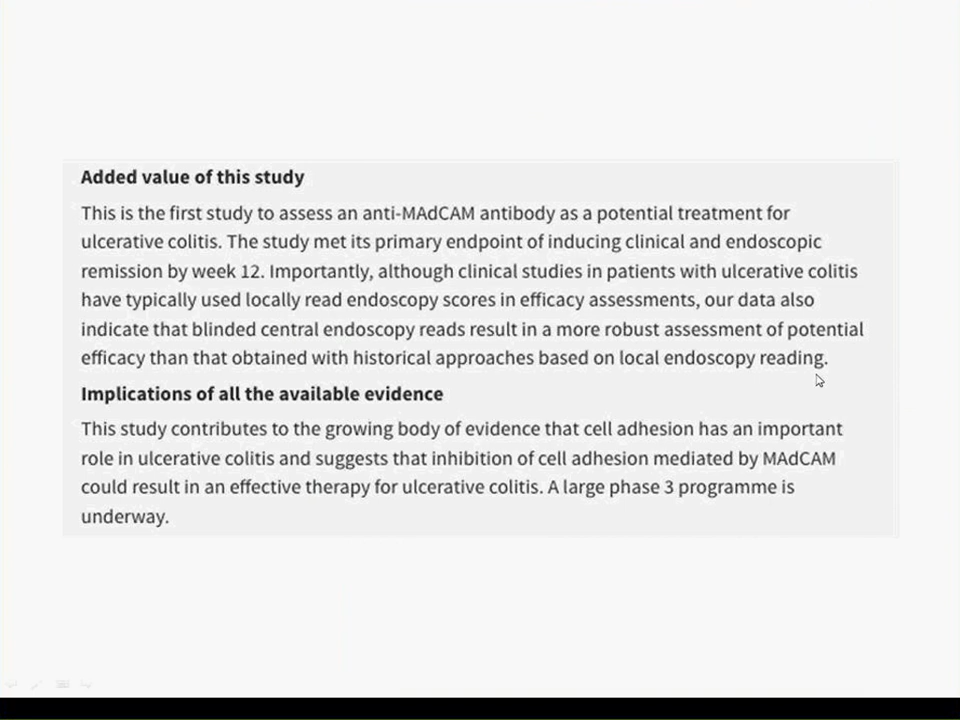 Added value of this study
This is the first study to assess an anti-MAdCAM antibody as a potential treatment for
ulcerative colitis. The study met its primary endpoint of inducing clinical and endoscopic
remission by week 12. Importantly, although clinical studies in patients with ulcerative colitis
have typically used locally read endoscopy scores in efficacy assessments, our data also
indicate that blinded central endoscopy reads result in a more robust assessment of potential
efficacy than that obtained with historical approaches based on local endoscopy reading.
Implications of all the available evidence
This study contributes to the growing body of evidence that cell adhesion has an important
role in ulcerative colitis and suggests that inhibition of cell adhesion mediated by MAdCAM
could result in an effective therapy for ulcerative colitis. A large phase 3 programme is
underway.